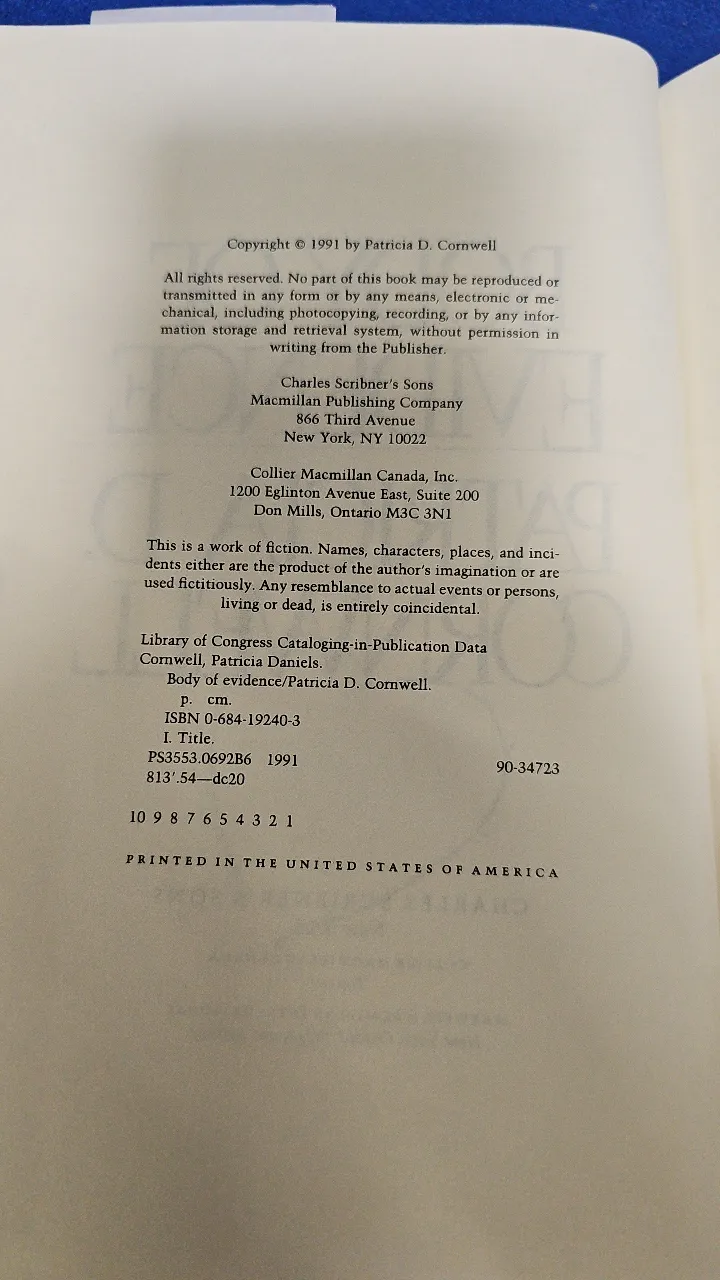 Copyright © 1991 by Patricia D. Cornwell
All rights reserved. No part of this book may be reproduced or
transmitted in any form or by any means, electronic or me-
chanical, including photocopying, recording, or by any infor-
mation storage and retrieval system, without permission in
writing from the Publisher.
Charles Scribner's Sons
Macmillan Publishing Company
866 Third Avenue
New York, NY 10022
Collier Macmillan Canada, Inc.
1200 Eglinton Avenue East, Suite 200
Don Mills, Ontario M3C 3N1
This is a work of fiction. Names, characters, places, and inci-
dents either are the product of the author's imagination or are
used fictitiously. Any resemblance to actual events or persons,
living or dead, is entirely coincidental.
Library of Congress Cataloging-in-Publication Data
Cornwell, Patricia Daniels.
Body of evidence/Patricia D. Cornwell.
p. cm.
ISBN 0-684-19240-3
I. Title.
PS3553.0692B6 1991
813'.54—dc20
90-34723
10 9 8 7 6 5 4 3 2 1
PRINTED IN THE UNITED STATES OF AMERICA